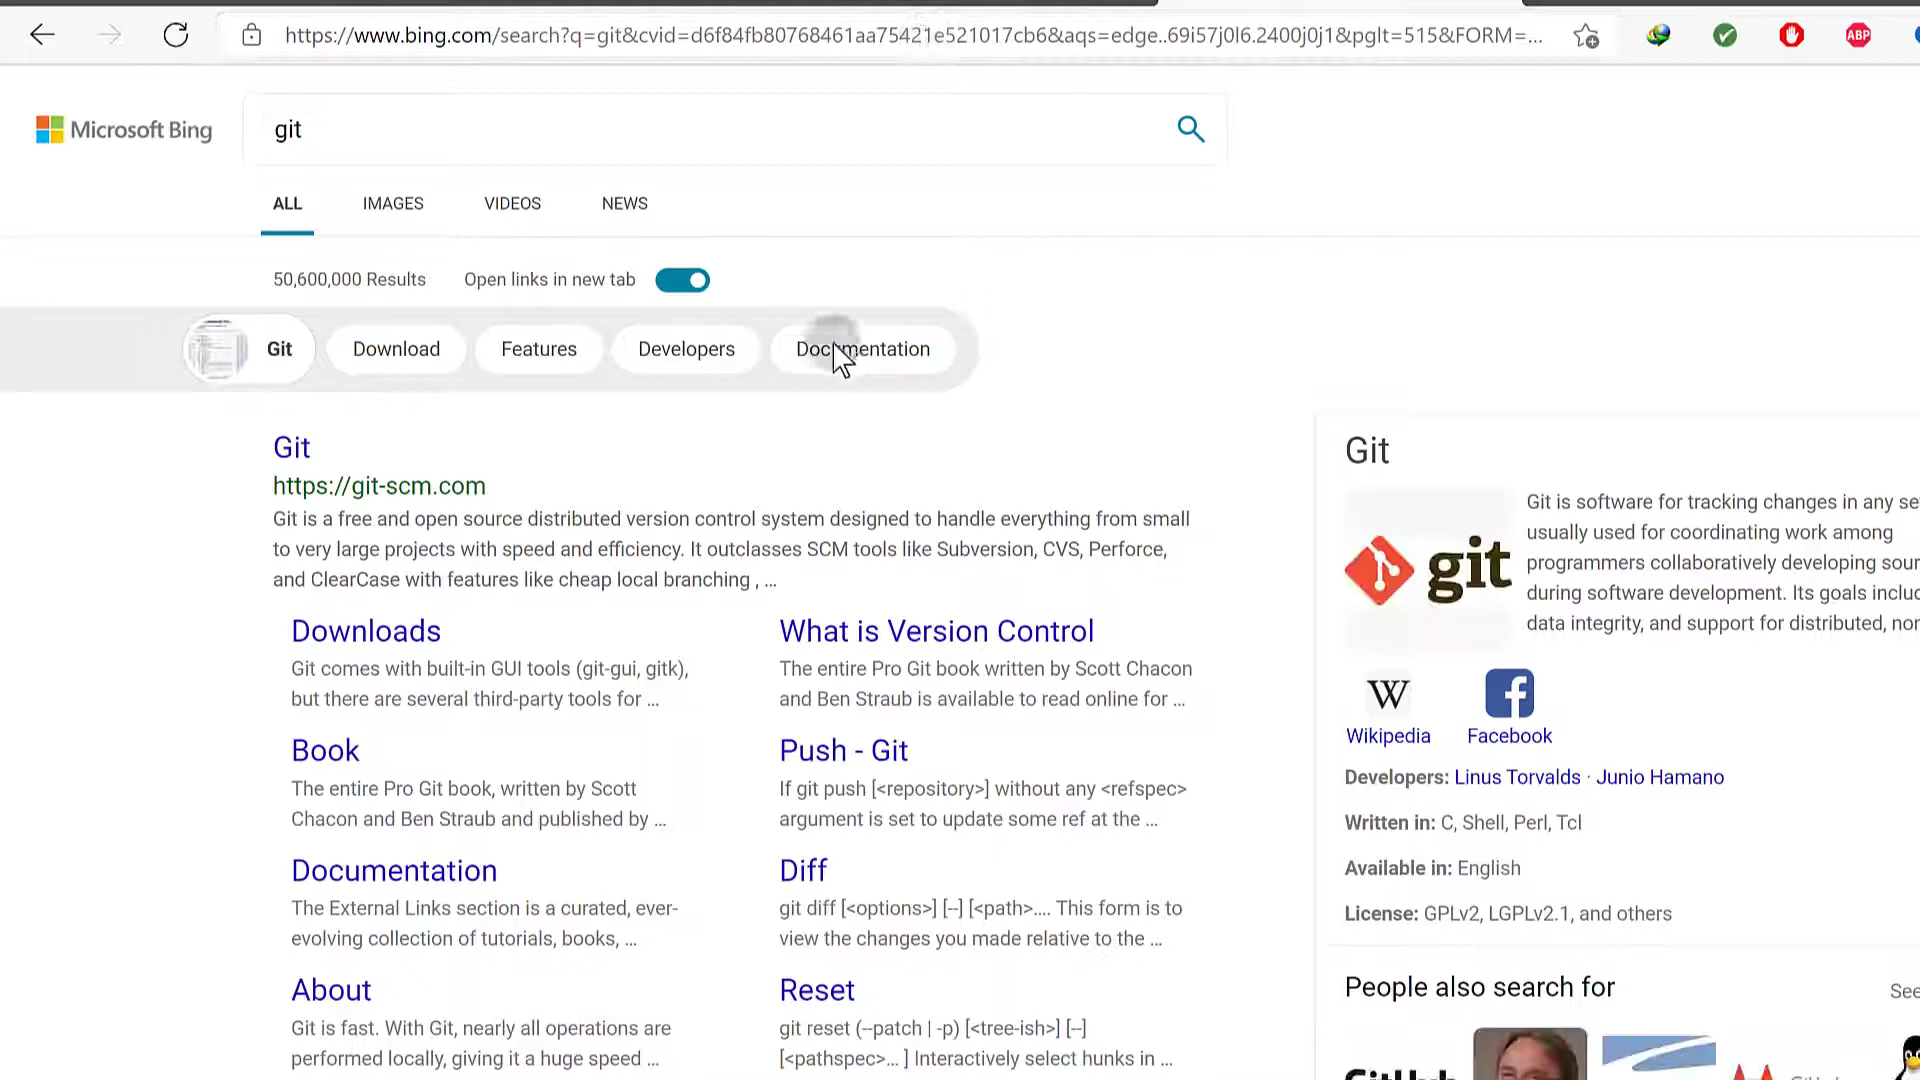 https://www.bing.com/search?q=git&cvid=d6f84fb80768461aa75421e521017cb6&aqs=edge..69i57j0l6.2400j0j1&pglt=515&FORM=...
ABP
Microsoft Bing
git
ALL IMAGES VIDEOS NEWS
50,600,000 Results Open links in new tab
Git Download Features Developers Documentation
Git
https://git-scm.com
Git is a free and open source distributed version control system designed to handle everything from small
to very large projects with speed and efficiency. It outclasses SCM tools like Subversion, CVS, Perforce,
and ClearCase with features like cheap local branching , ...
Downloads
Git comes with built-in GUI tools (git-gui, gitk),
but there are several third-party tools for ...
What is Version Control
The entire Pro Git book written by Scott Chacon
and Ben Straub is available to read online for ...
Book
The entire Pro Git book, written by Scott
Chacon and Ben Straub and published by ...
Push - Git
If git push [<repository>] without any <refspec>
argument is set to update some ref at the ...
Documentation
The External Links section is a curated, ever-
evolving collection of tutorials, books, ...
Diff
git diff [<options>] [--] [<path>.... This form is to
view the changes you made relative to the ...
About
Git is fast. With Git, nearly all operations are
performed locally, giving it a huge speed ...
Reset
git reset (--patch | -p) [<tree-ish>] [--]
[<pathspec>... ] Interactively select hunks in ...
Git
git
Git is software for tracking changes in any se
usually used for coordinating work among
programmers collaboratively developing sour
during software development. Its goals includ
data integrity, and support for distributed, non
W
Wikipedia Facebook
Developers: Linus Torvalds · Junio Hamano
Written in: C, Shell, Perl, Tcl
Available in: English
License: GPLv2, LGPLv2.1, and others
People also search for
See